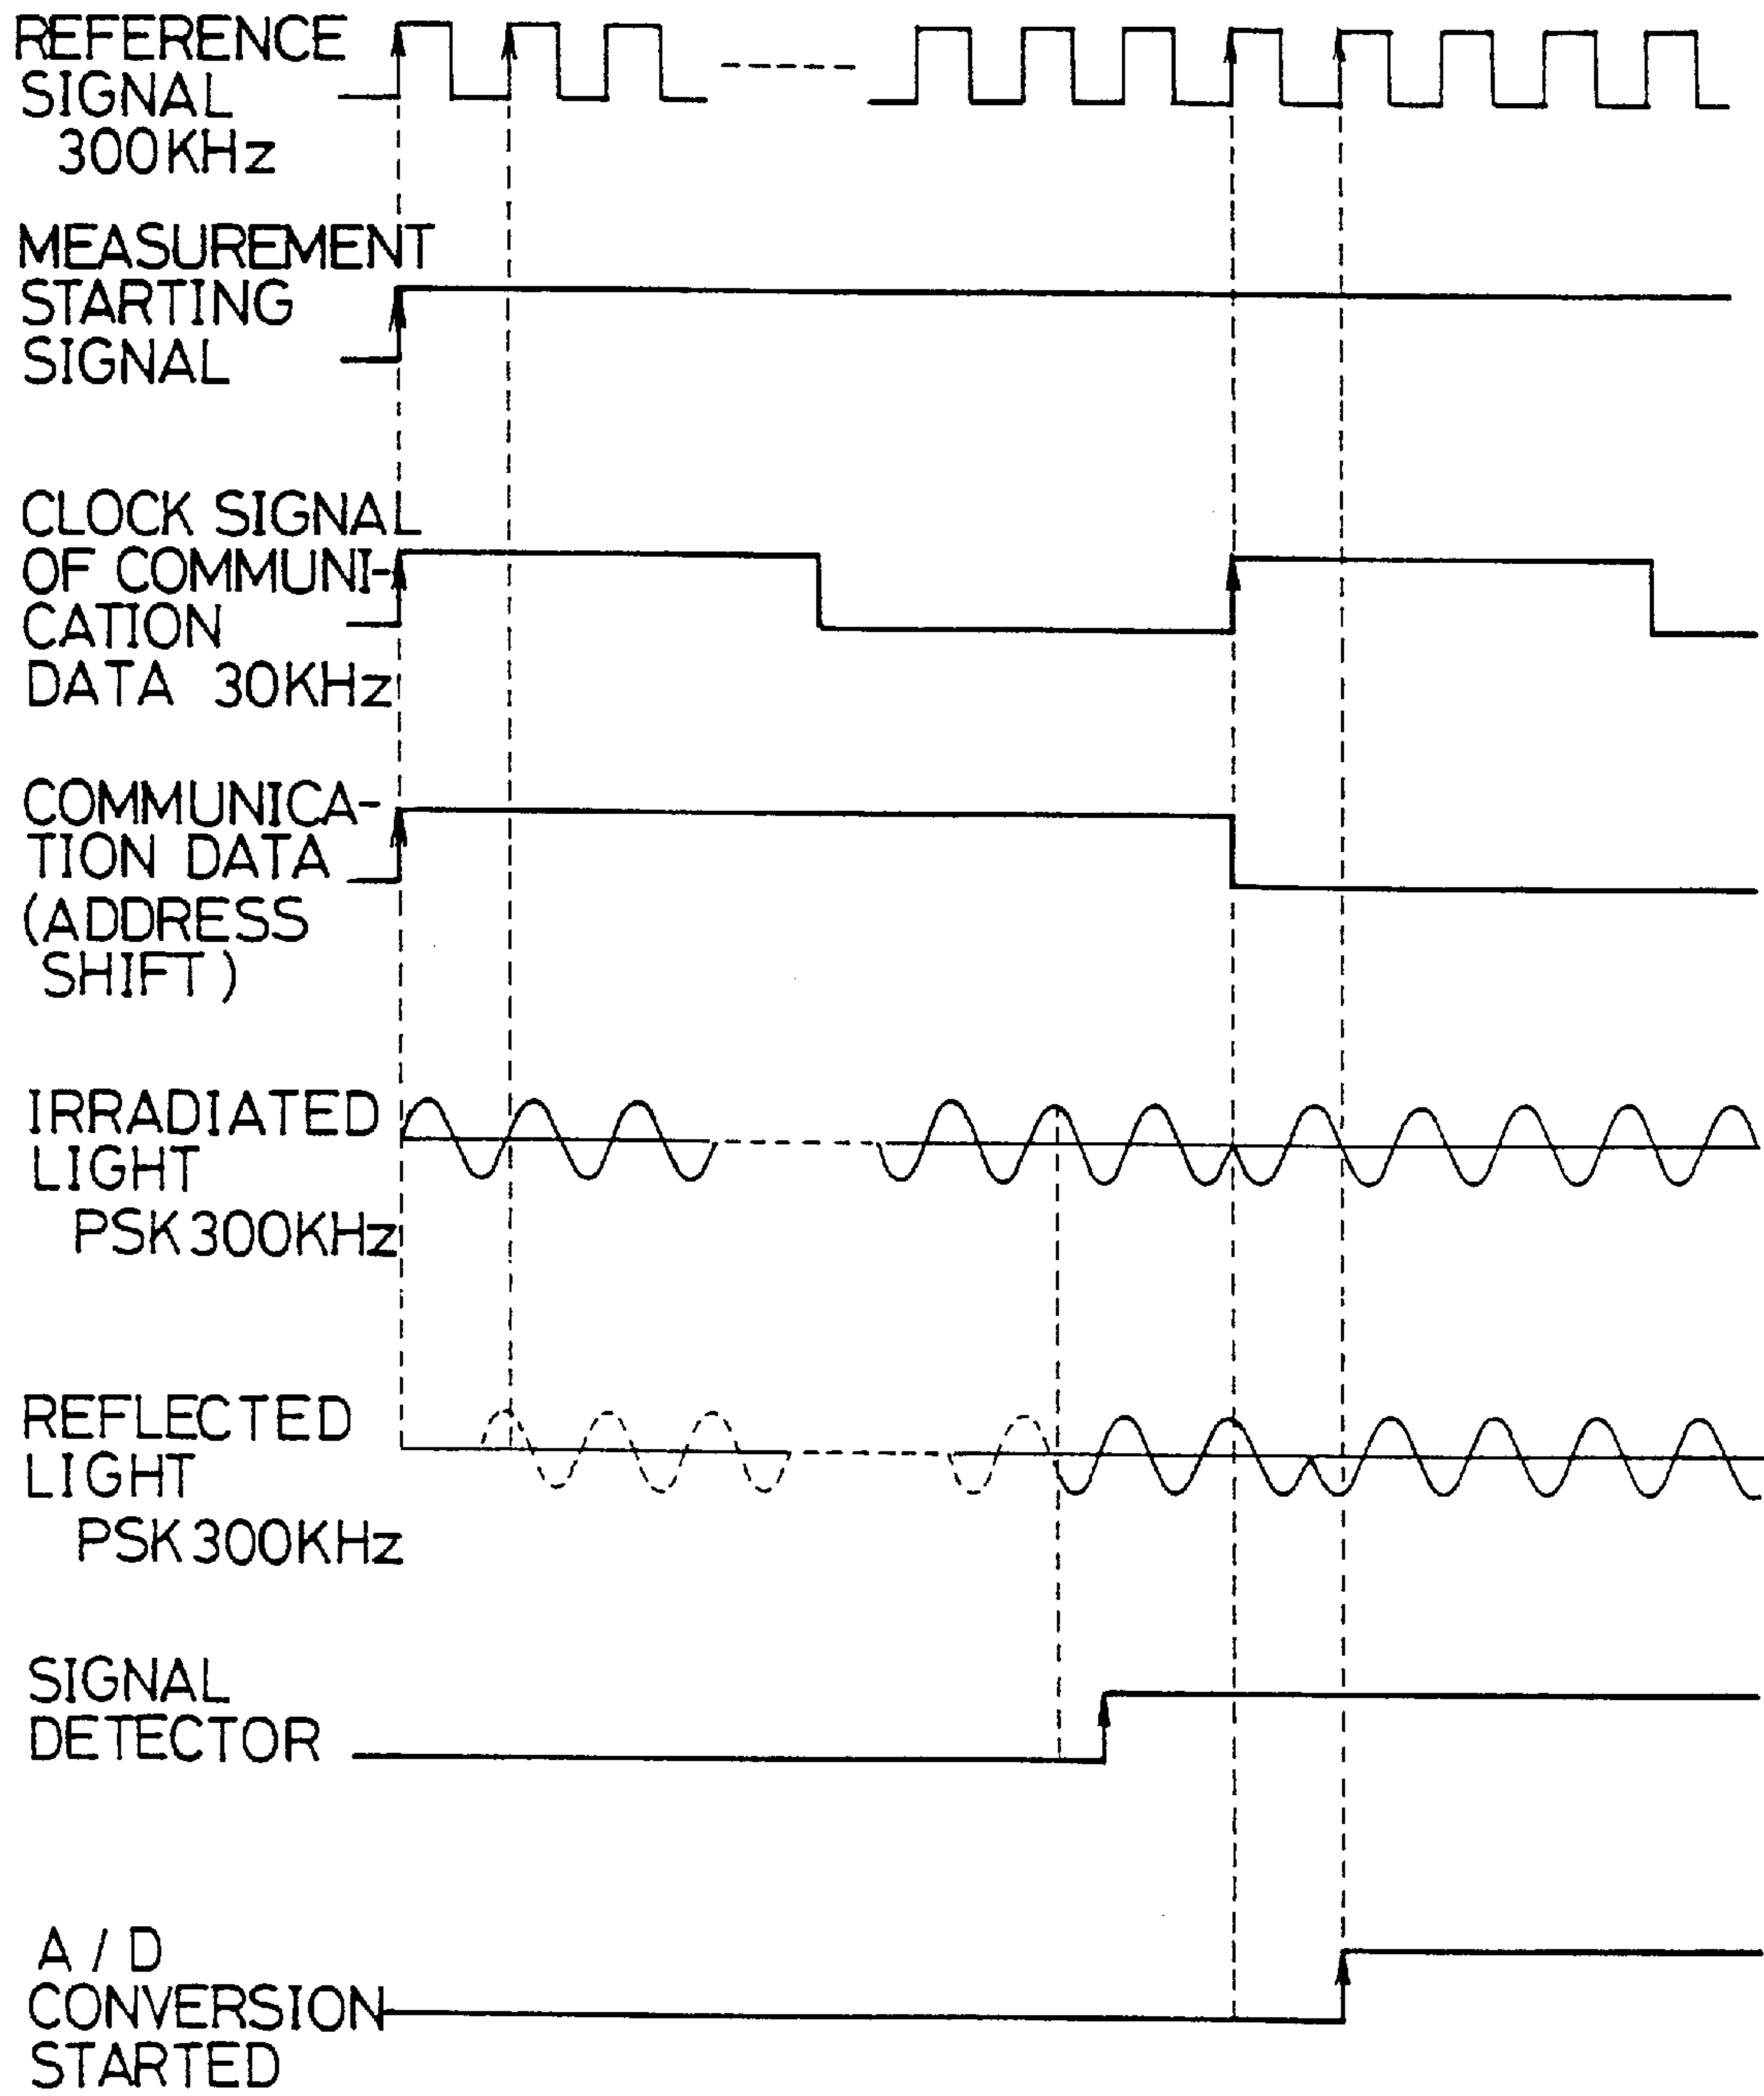 REFERENCE
SIGNAL
300KHz
MEASUREMENT
STARTING
SIGNAL
CLOCK SIGNAL
OF COMMUNI-
CATION
DATA 30KHz
COMMUNICA-
TION DATA
(ADDRESS
SHIFT)
IRRADIATED
LIGHT
PSK300KHz
REFLECTED
LIGHT
PSK300KHz
SIGNAL
DETECTOR
A/D
CONVERSION
STARTED